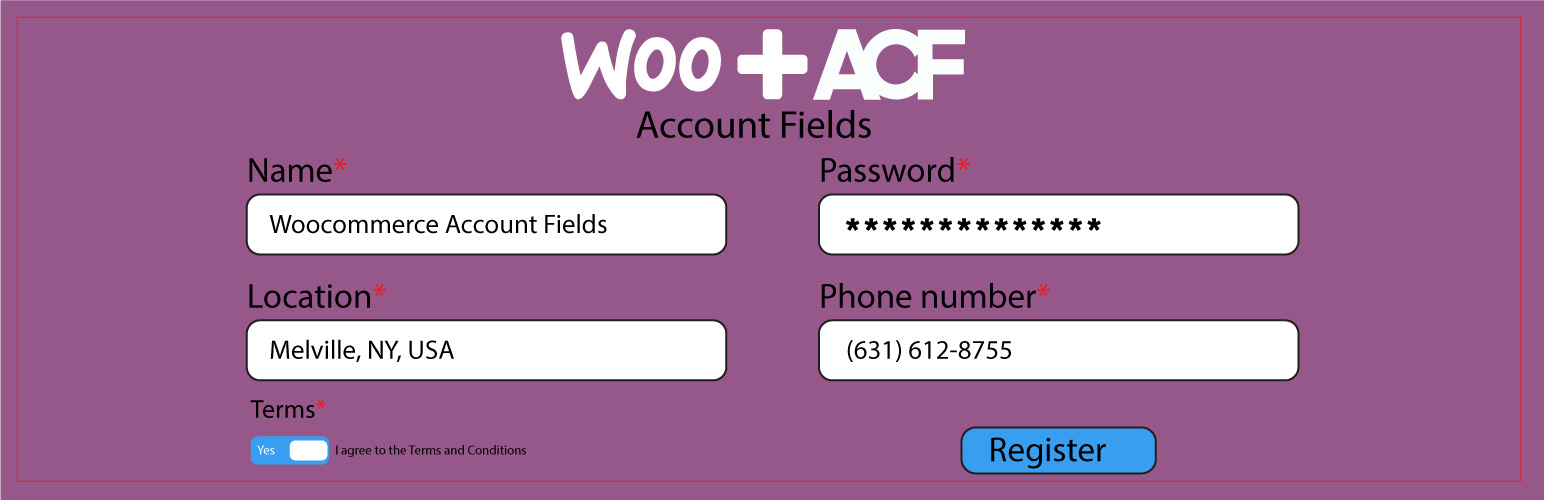 Woo + ACF
Account Fields
Name*
Password*
Woocommerce Account Fields
**************
Location*
Phone number*
Melville, NY, USA
(631) 612-8755
Terms*
Yes
I agree to the Terms and Conditions
Register